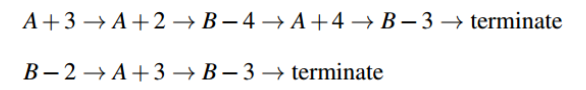 A + 3 → A + 2 → B − 4 → A + 4 → B − 3 → terminate
B − 2 → A + 3 → B − 3 → terminate